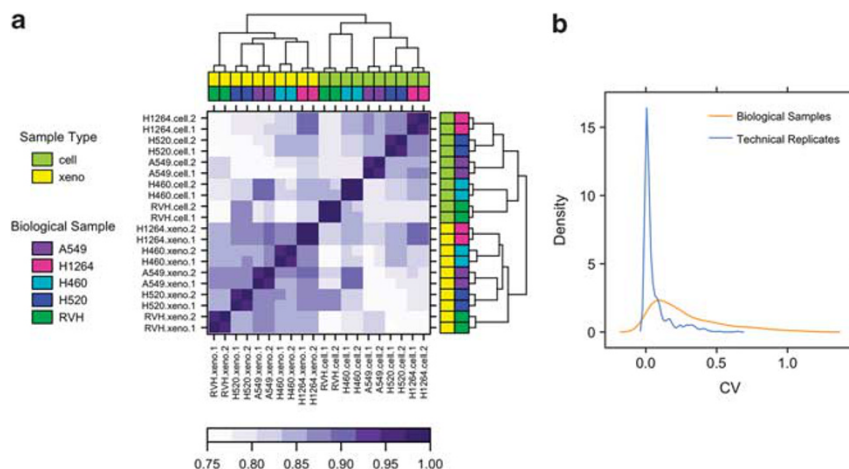 a
b
Sample Type
cell
xeno
Biological Sample
A549
H1264
H460
H520
RVH
H1264.cell.2
H1264.cell.1
H520.cell.2
H520.cell.1
A549.cell.2
A549.cell.1
H460.cell.2
H460.cell.1
RVH.cell.2
RVH.cell.1
H1264.xeno.2
H1264.xeno.1
H460.xeno.2
H460.xeno.1
A549.xeno.2
A549.xeno.1
H520.xeno.2
H520.xeno.1
RVH.xeno.2
RVH.xeno.1
RVH.xeno.1
RVH.xeno.2
H520.xeno.1
H520.xeno.2
A549.xeno.1
A549.xeno.2
H460.xeno.1
H460.xeno.2
H1264.xeno.1
H1264.xeno.2
RVH.cell.1
RVH.cell.2
H460.cell.1
H460.cell.2
A549.cell.1
A549.cell.2
H520.cell.1
H520.cell.2
H1264.cell.1
H1264.cell.2
0.75 0.80 0.85 0.90 0.95 1.00
Biological Samples
Technical Replicates
Density
15
10
5
0
0.0 0.5 1.0
CV